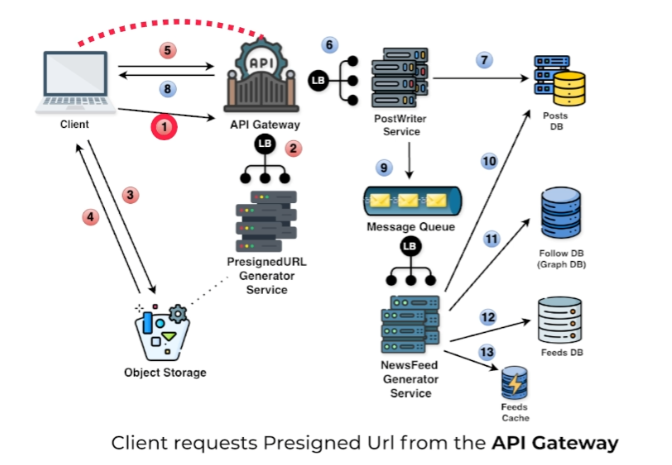 5
8
1
Client
API
API Gateway
LB
2
3
4
PresignedURL
Generator
Service
Object Storage
6
LB
PostWriter
Service
7
Posts
DB
9
10
Message Queue
LB
11
Follow DB
(Graph DB)
NewsFeed
Generator
Service
12
Feeds DB
13
Feeds
Cache
Client requests Presigned Url from the API Gateway